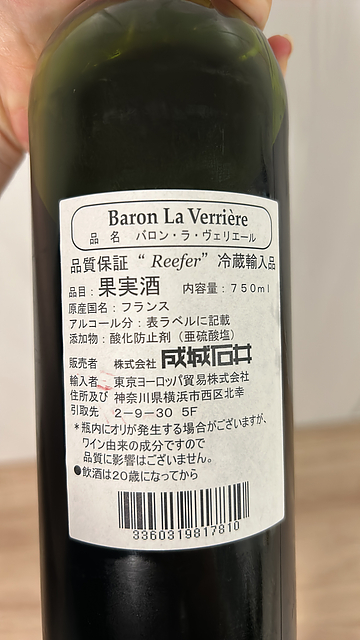 Baron La Verrière
品 名 バロン・ラ・ヴェリエール
品質保証 “ Reefer” 冷蔵輸入品
品目：果実酒 内容量：７５０ｍｌ
原産国名：フランス
アルコール分：表ラベルに記載
添加物：酸化防止剤（亜硫酸塩）
販売者 株式会社 成城石井
輸入者 東京ヨーロッパ貿易株式会社
住所及び 神奈川県横浜市西区北幸
引取先 ２－９－３０ ５Ｆ
＊瓶内にオリが発生する場合がございますが、
ワイン由来の成分ですので
品質に影響はございません。
●飲酒は20歳になってから
3360319817810